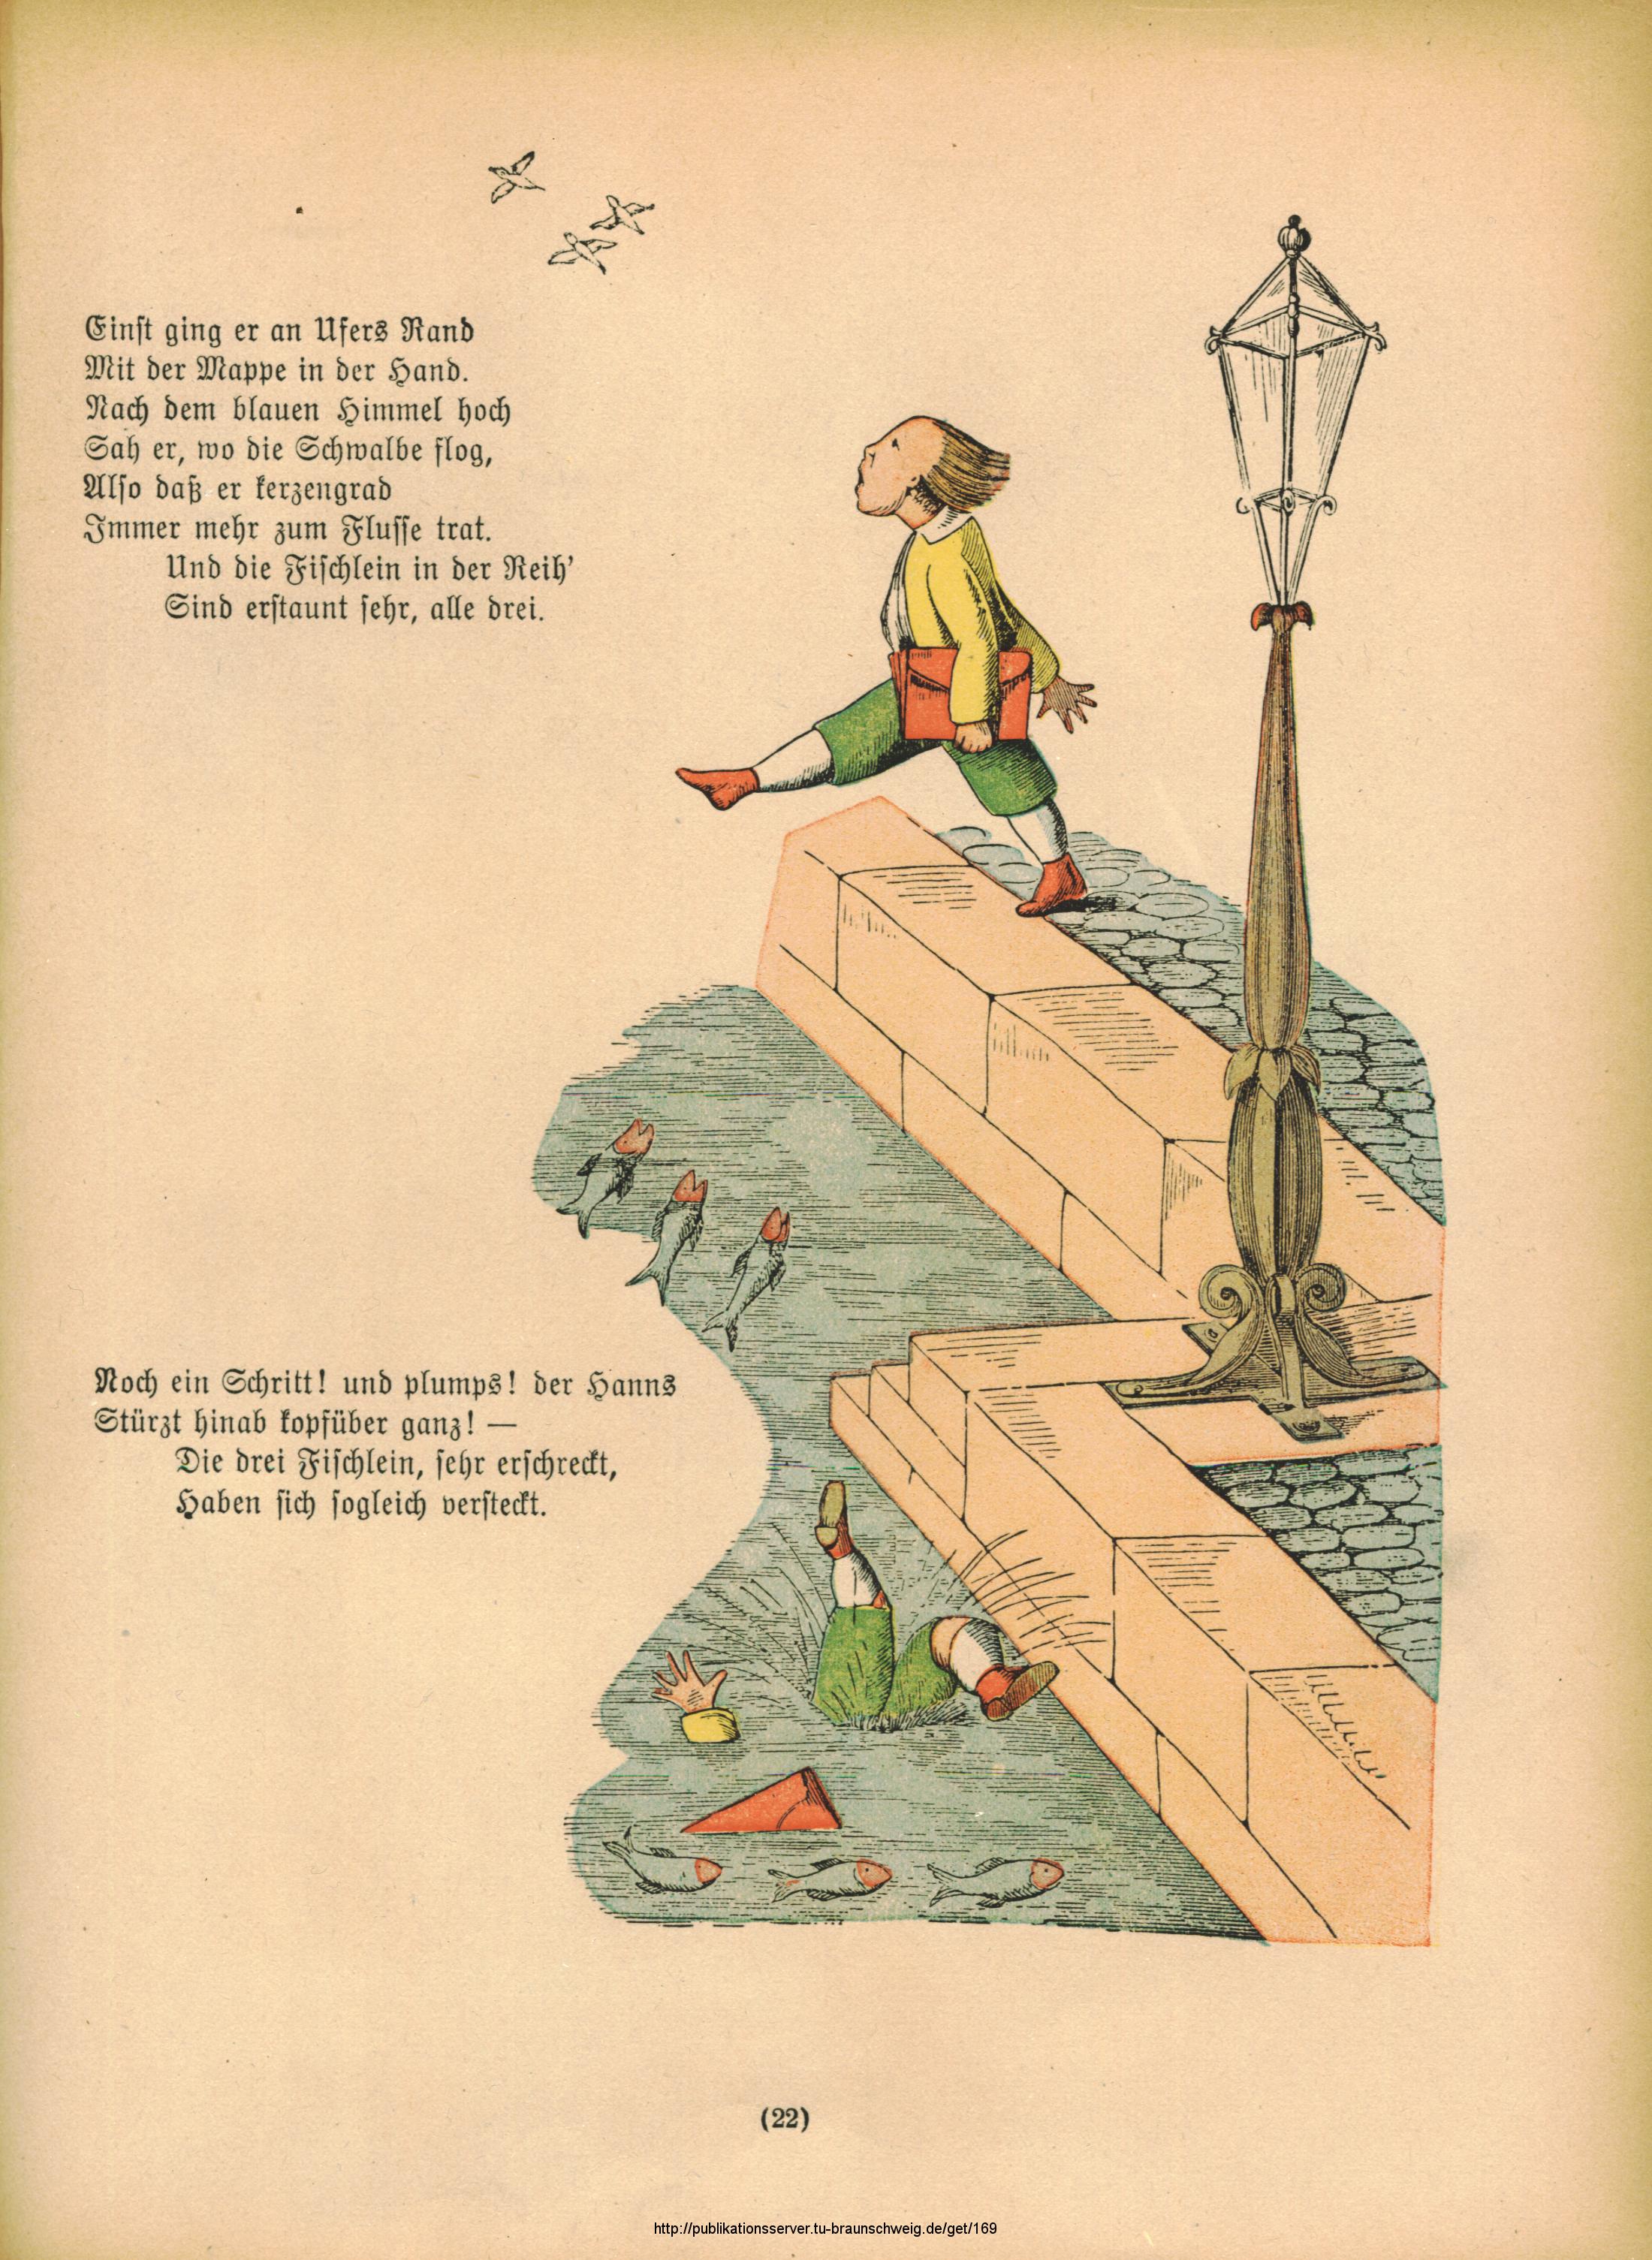 Einst ging er an Ufers Rand
Mit der Mappe in der Hand.
Nach dem blauen Himmel hoch
Sah er, wo die Schwalbe flog,
Also daß er kerzengrad
Immer mehr zum Flusse trat.
Und die Fischlein in der Reih'
Sind erstaunt sehr, alle drei.
Noch ein Schritt! und plumps! der Hanns
Stürzt hinab kopfüber ganz! —
Die drei Fischlein, sehr erschreckt,
Haben sich sogleich versteckt.
(22)
http://publikationsserver.tu-braunschweig.de/get/169